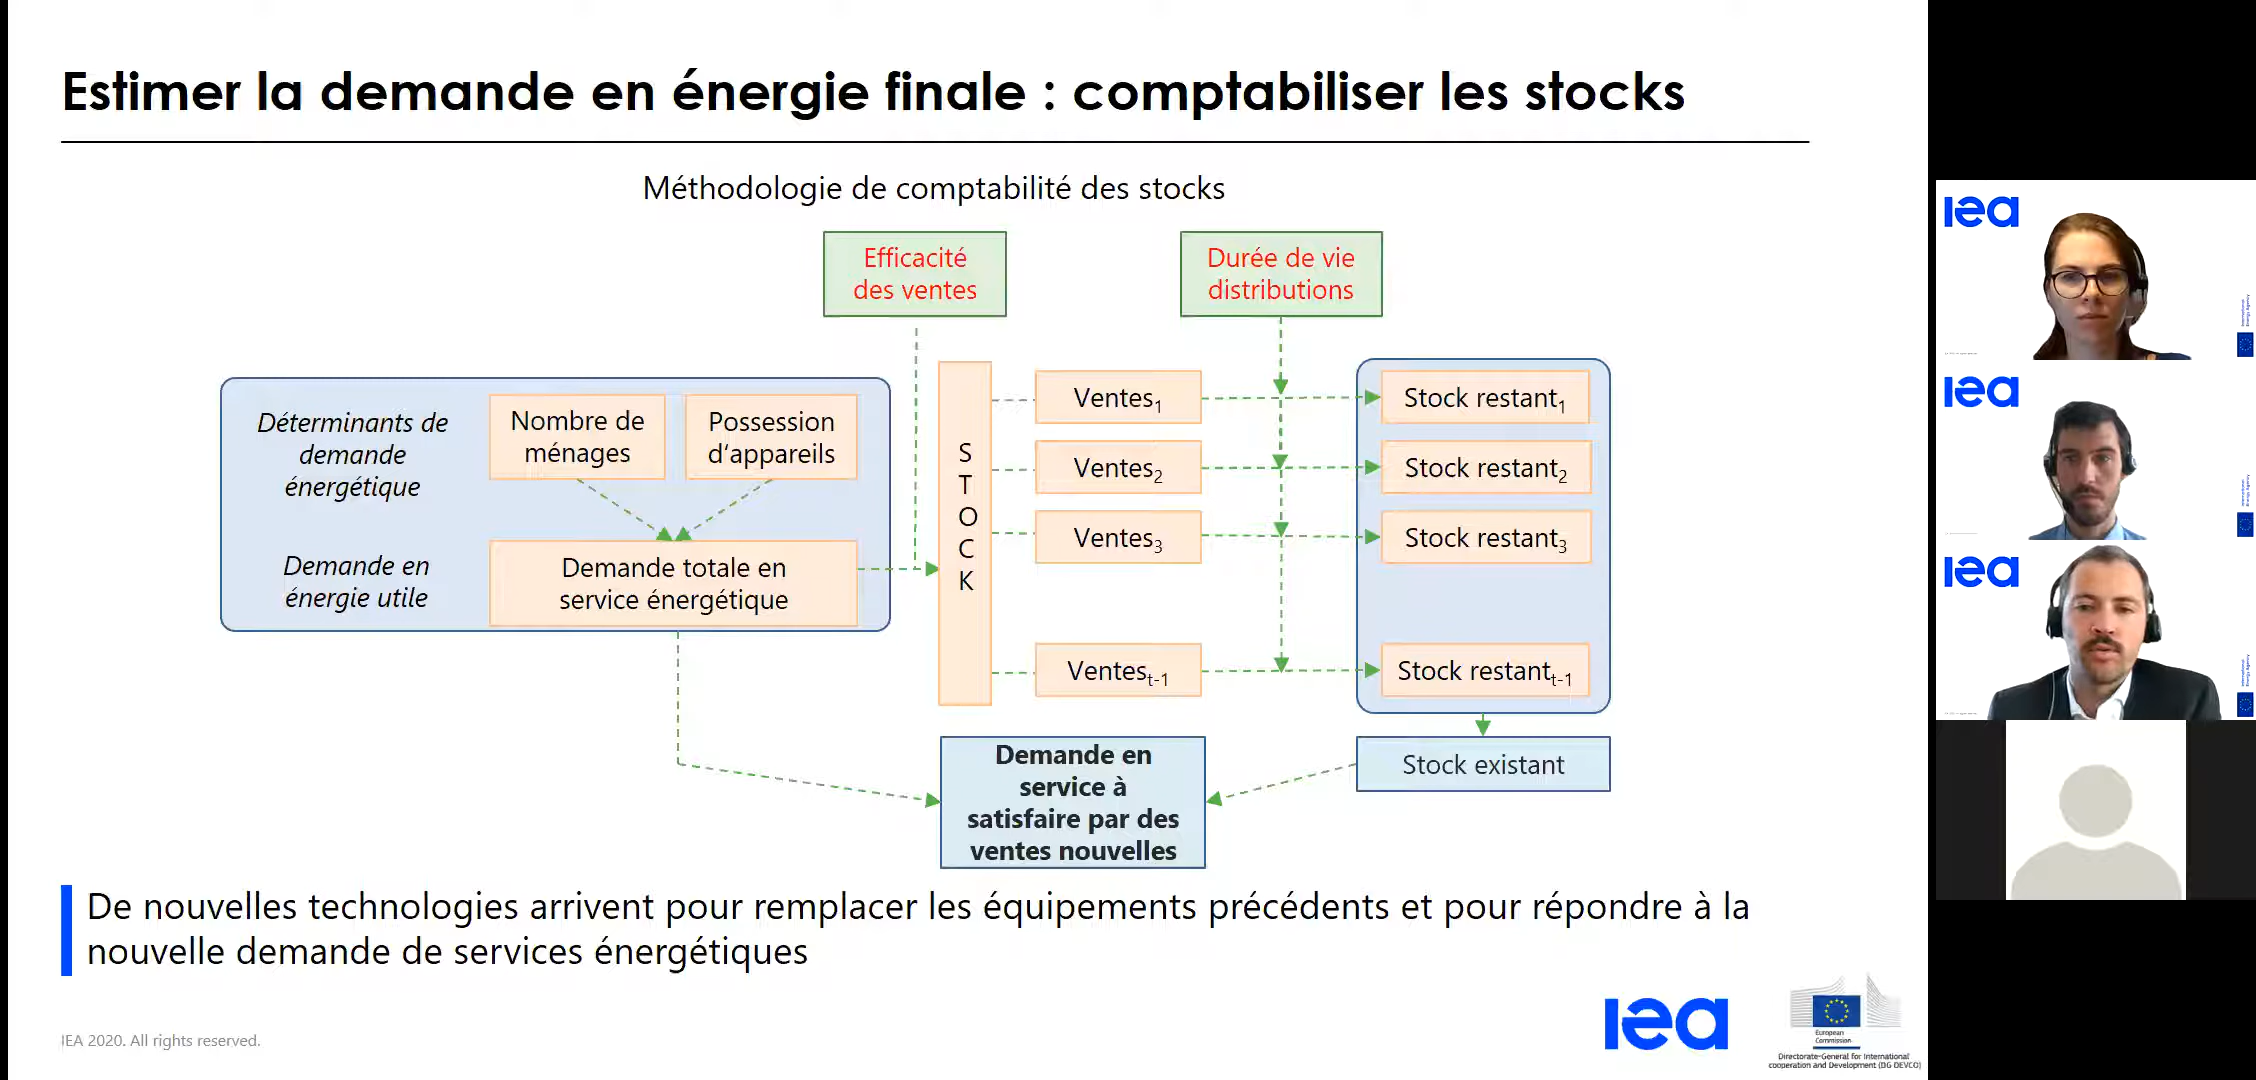 Estimer la demande en énergie finale : comptabiliser les stocks
Méthodologie de comptabilité des stocks
Efficacité
des ventes
Durée de vie
distributions
Déterminants de
demande
énergétique
Nombre de
ménages
Possession
d'appareils
Demande en
énergie utile
Demande totale en
service énergétique
S
T
O
C
K
Ventes1
Ventes2
Ventes3
Ventest-1
Stock restant1
Stock restant2
Stock restant3
Stock restantt-1
Stock existant
Demande en
service à
satisfaire par des
ventes nouvelles
De nouvelles technologies arrivent pour remplacer les équipements précédents et pour répondre à la
nouvelle demande de services énergétiques
IEA 2020. All rights reserved.
iea
European
Commission
Directorate-General for International
cooperation and Development (DG DEVCO)
iea
iea
iea